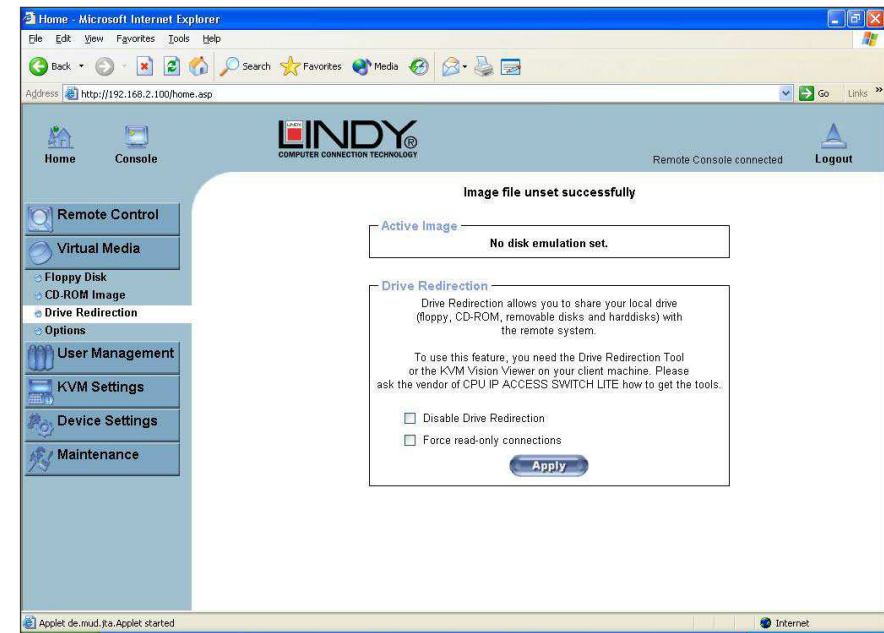 Home - Microsoft Internet Explorer
File Edit View Favorites Tools Help
Back Search Favorites Media
Address http://192.168.2.100/home.asp Go Links »
Home Console
LINDY®
COMPUTER CONNECTION TECHNOLOGY
Remote Console connected Logout
Image file unset successfully
Remote Control
Virtual Media
Floppy Disk
CD-ROM Image
Drive Redirection
Options
User Management
KVM Settings
Device Settings
Maintenance
Active Image
No disk emulation set.
Drive Redirection
Drive Redirection allows you to share your local drive
(floppy, CD-ROM, removable disks and harddisks) with
the remote system.
To use this feature, you need the Drive Redirection Tool
or the KVM Vision Viewer on your client machine. Please
ask the vendor of CPU IP ACCESS SWITCH LITE how to get the tools.
Disable Drive Redirection
Force read-only connections
Apply
Applet de.mud.jta.Applet started Internet